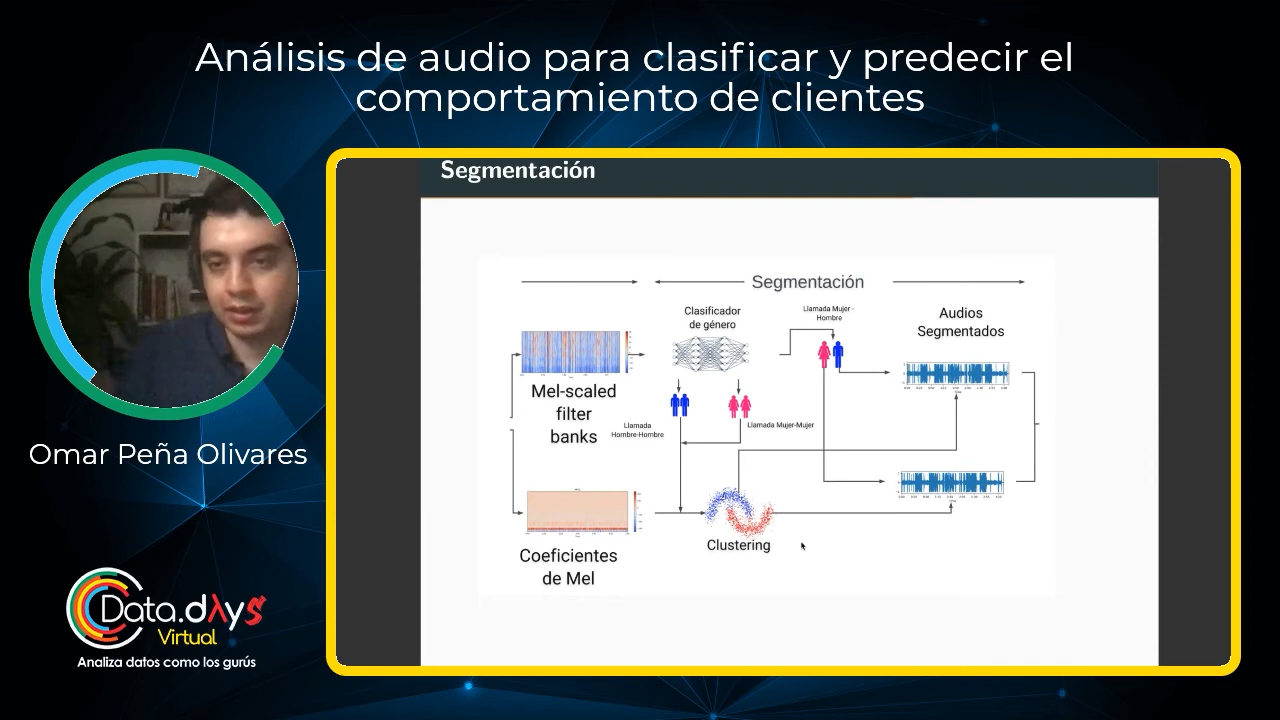 Análisis de audio para clasificar y predecir el
comportamiento de clientes
Segmentación
Segmentación
Clasificador
de género
Llamada Mujer -
Hombre
Audios
Segmentados
Mel-scaled
filter
banks
Llamada
Hombre-Hombre
Llamada Mujer-Mujer
Coeficientes
de Mel
Clustering
Omar Peña Olivares
Data.dAyS
Virtual
Analiza datos como los gurús